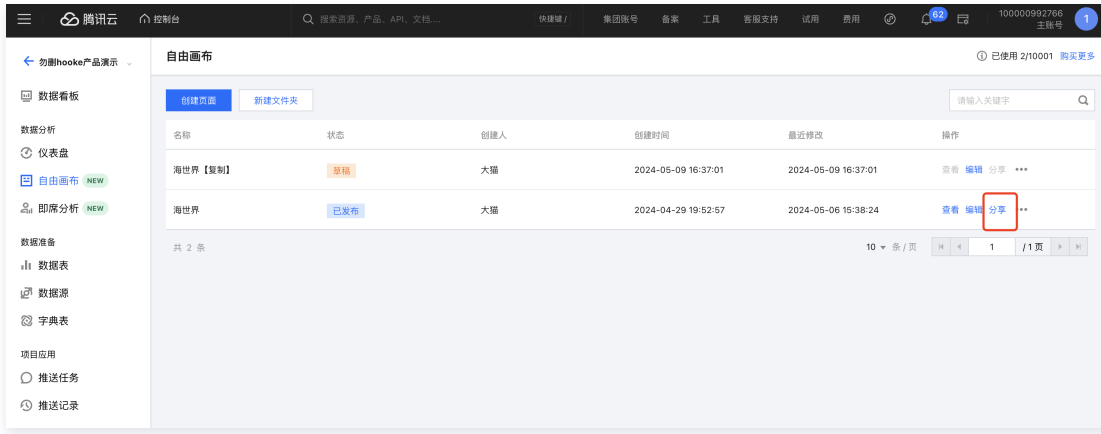 腾讯云 控制台 搜索资源、产品、API、文档.... 快捷键 / 集团账号 备案 工具 客服支持 试用 费用 62 100000992766 主账号 1
勿删hooke产品演示
自由画布
已使用 2/10001 购买更多
数据看板
创建页面 新建文件夹 请输入关键字
数据分析
名称 状态 创建人 创建时间 最近修改 操作
仪表盘
海世界【复制】 草稿 大猫 2024-05-09 16:37:01 2024-05-09 16:37:01 查看 编辑 分享 •••
自由画布 NEW
即席分析 NEW
海世界 已发布 大猫 2024-04-29 19:52:57 2024-05-06 15:38:24 查看 编辑 分享 •••
数据准备
共 2 条 10 条 / 页 1 / 1 页
数据表
数据源
字典表
项目应用
推送任务
推送记录